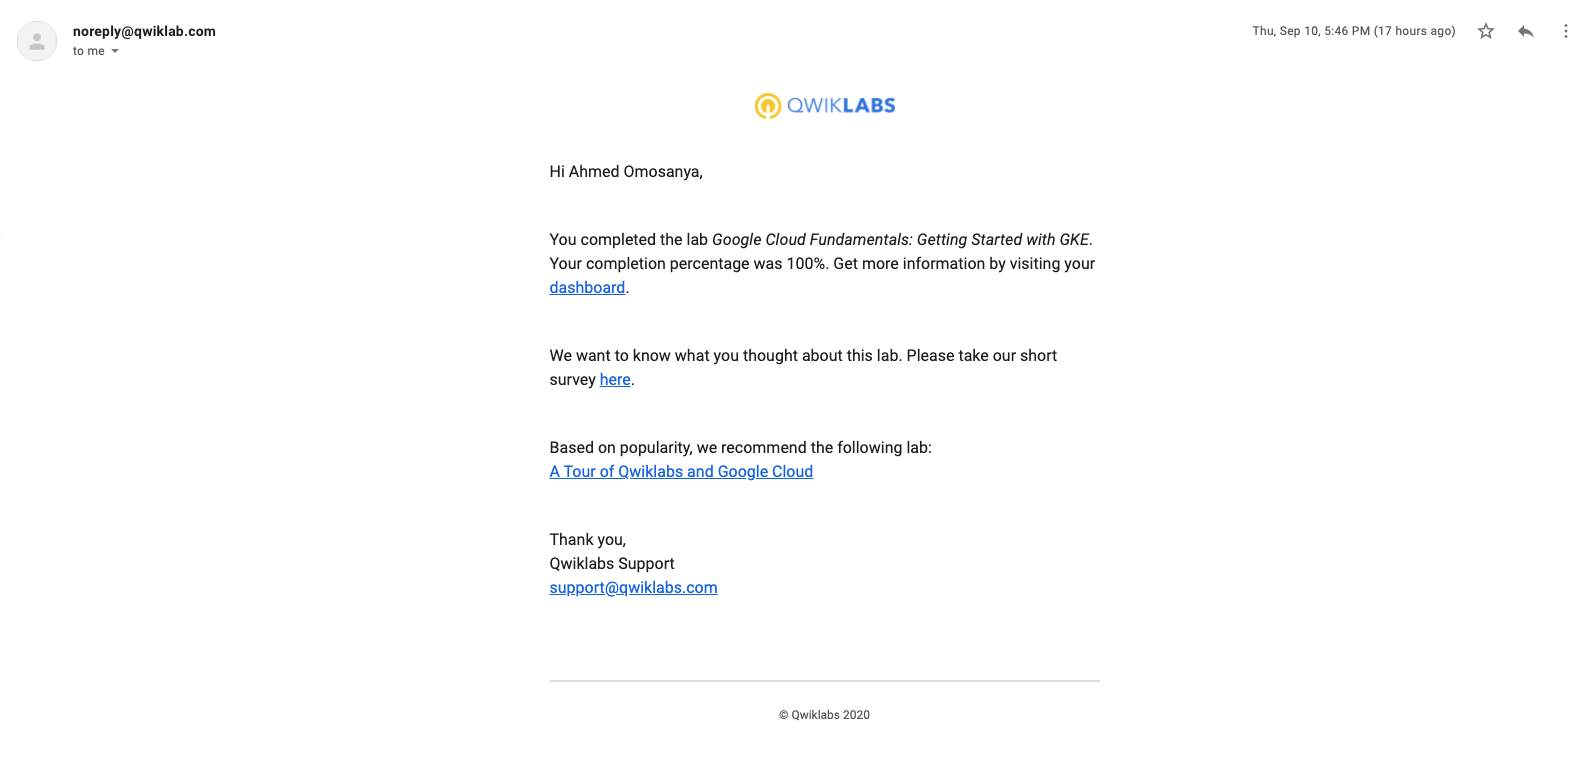 noreply@qwiklab.com
to me
Thu, Sep 10, 5:46 PM (17 hours ago)
QWIKLABS
Hi Ahmed Omosanya,
You completed the lab Google Cloud Fundamentals: Getting Started with GKE.
Your completion percentage was 100%. Get more information by visiting your
dashboard.
We want to know what you thought about this lab. Please take our short
survey here.
Based on popularity, we recommend the following lab:
A Tour of Qwiklabs and Google Cloud
Thank you,
Qwiklabs Support
support@qwiklabs.com
© Qwiklabs 2020